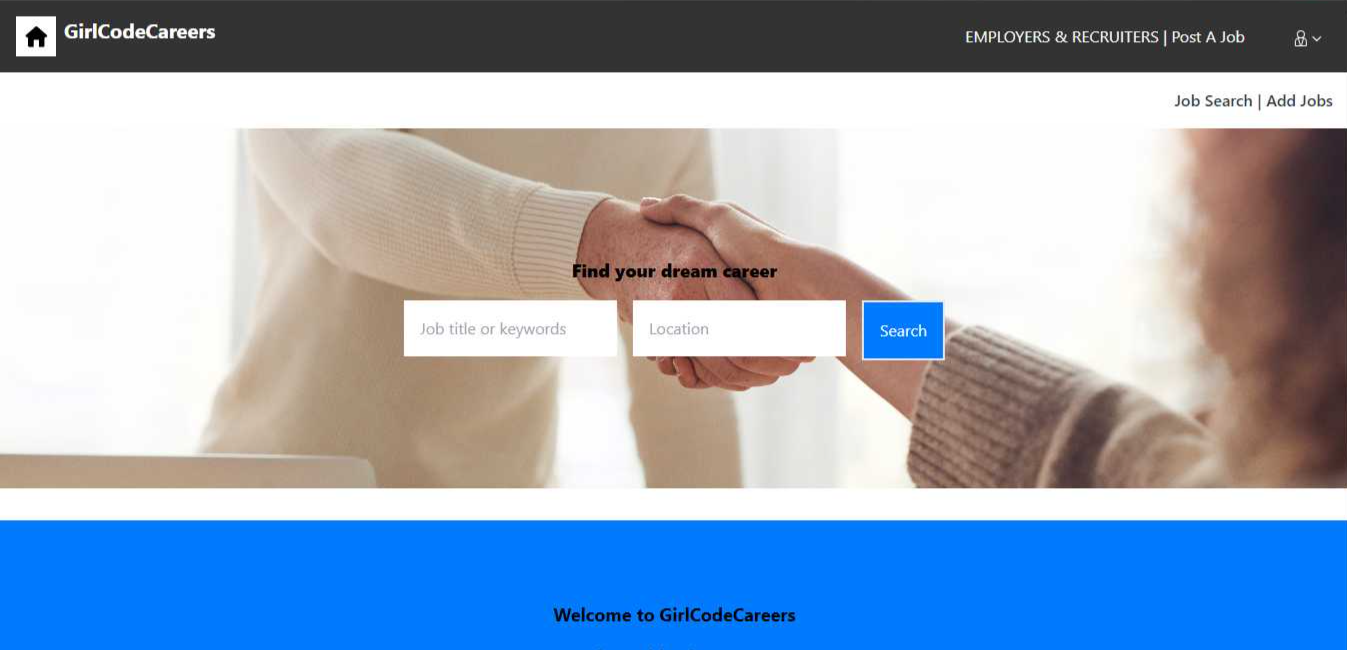 GirlCodeCareers
EMPLOYERS & RECRUITERS | Post A Job
Job Search | Add Jobs
Find your dream career
Job title or keywords
Location
Search
Welcome to GirlCodeCareers